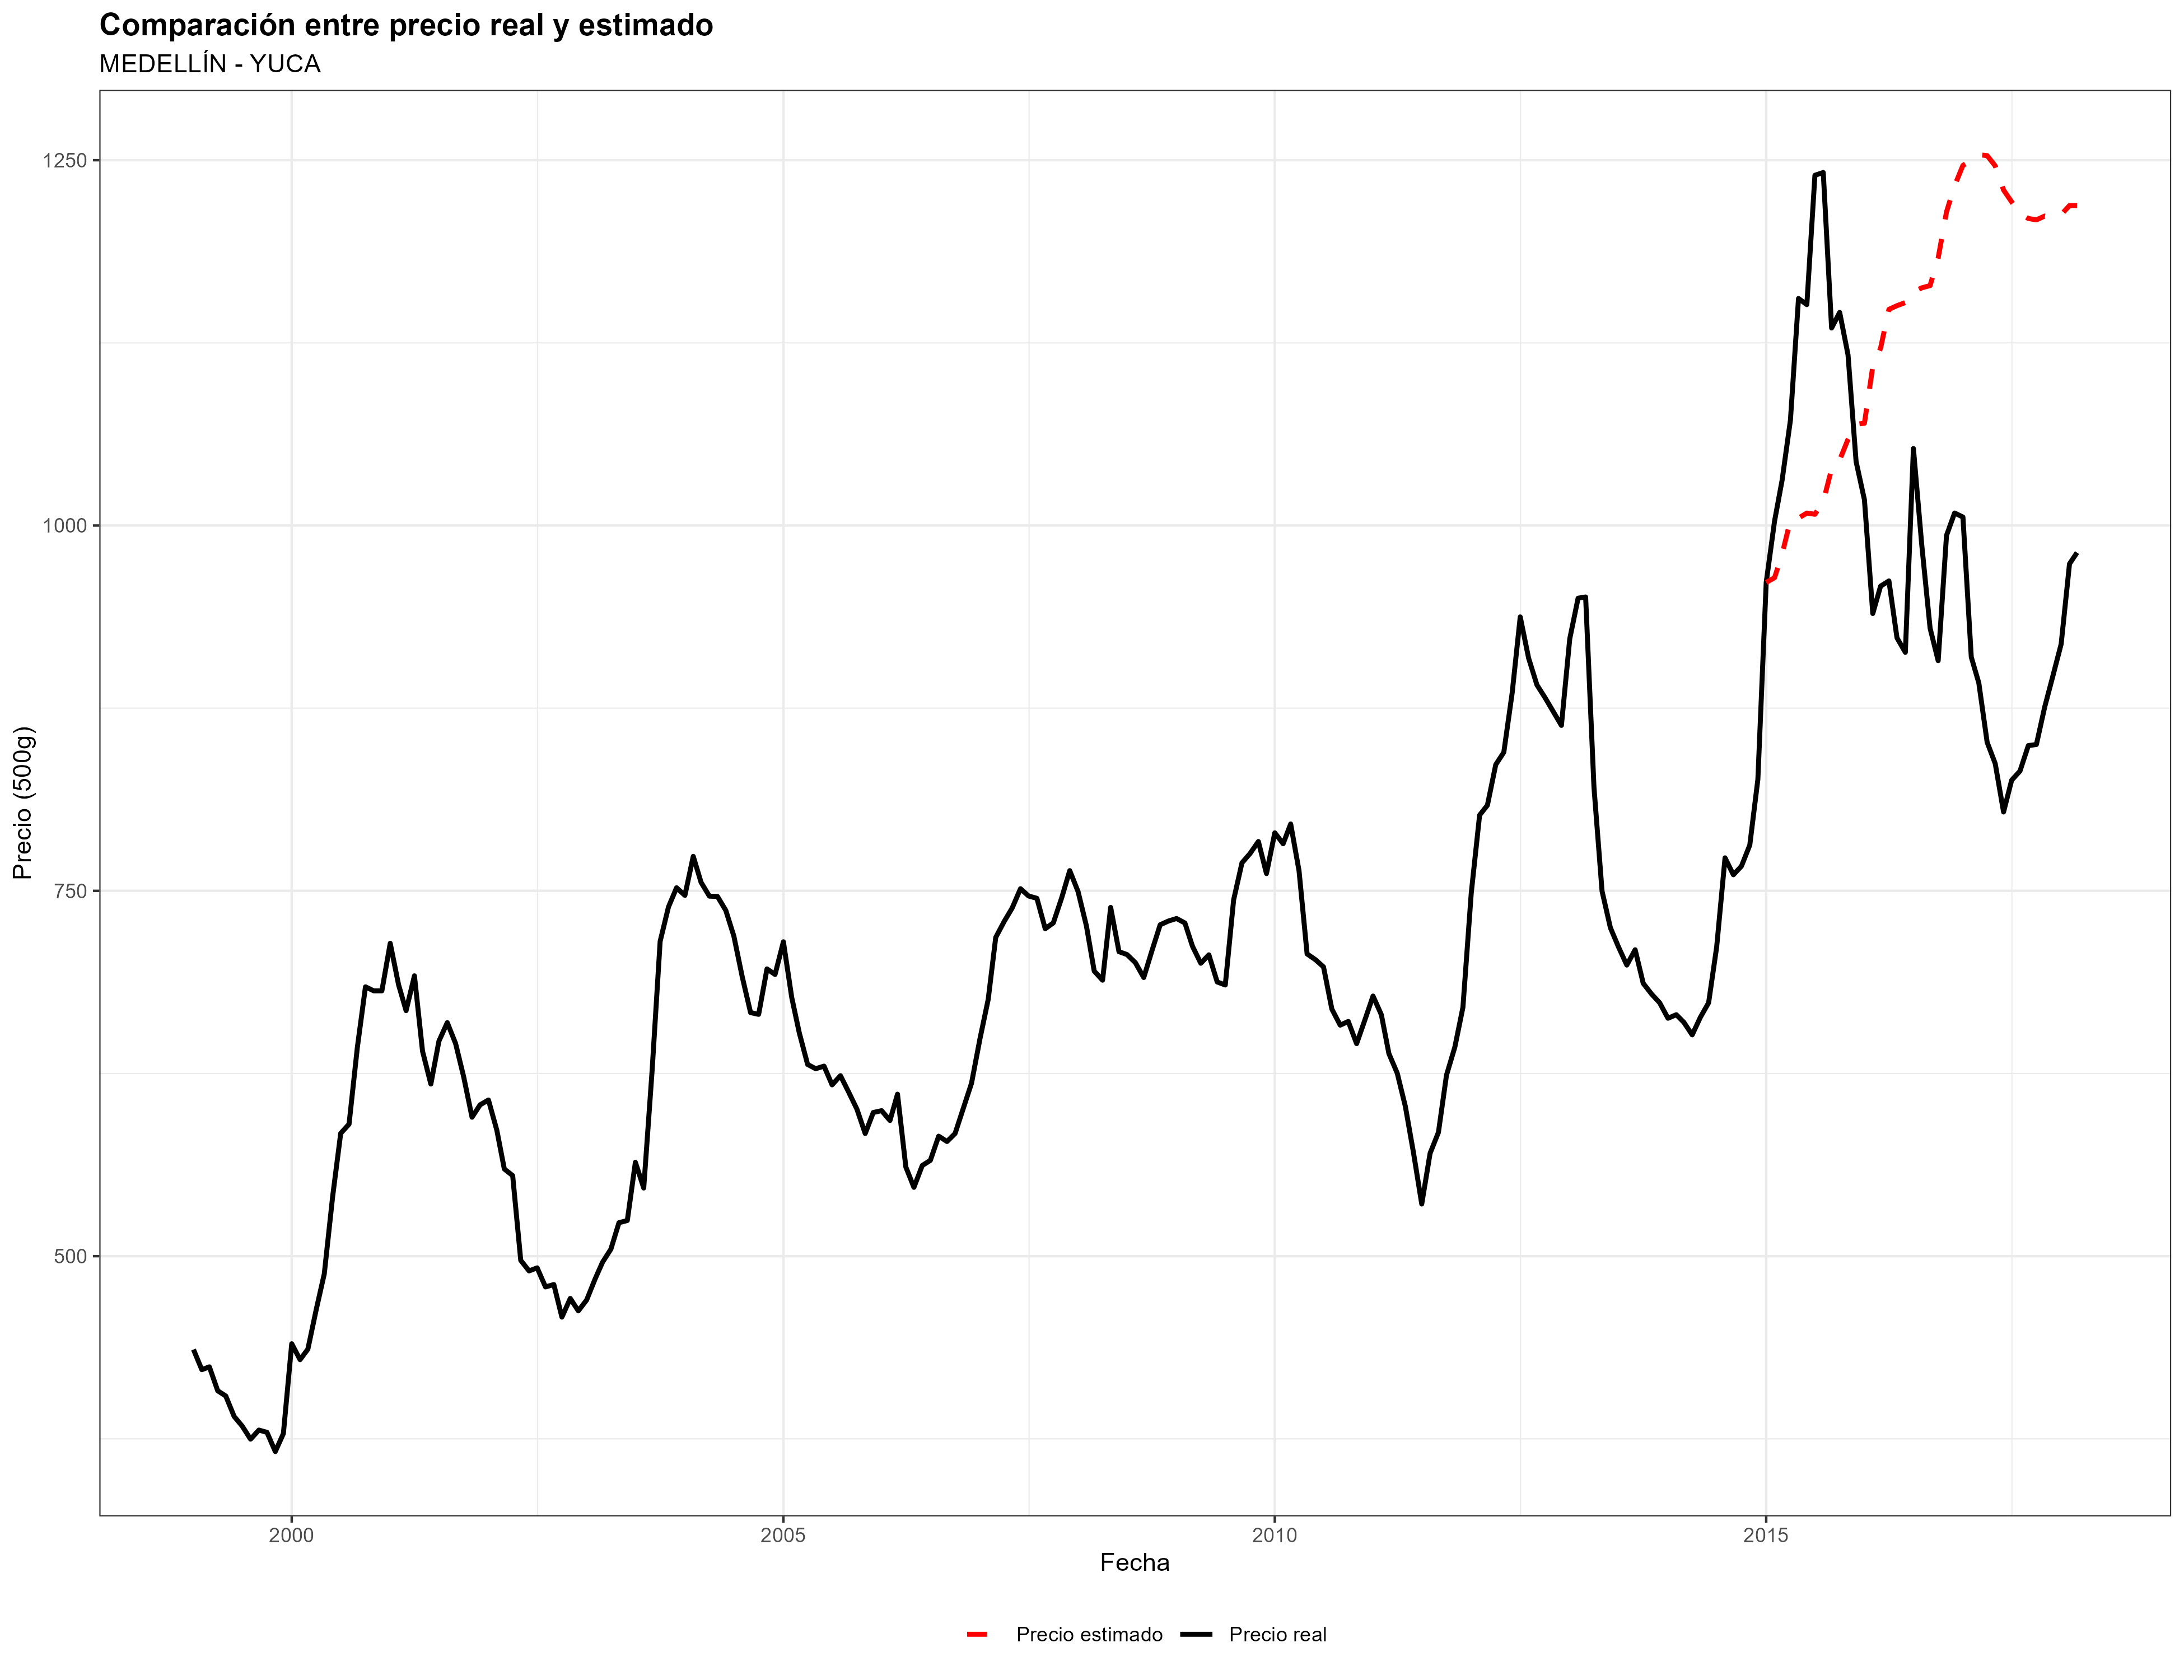 Comparación entre precio real y estimado
MEDELLÍN - YUCA
1250
1000
750
500
Precio (500g)
2000 2005 2010 2015
Fecha
Precio estimado Precio real